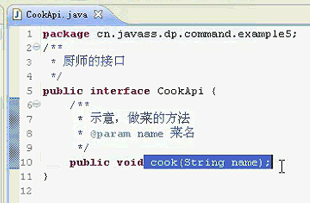 CookApi.java
1 package cn.javass.dp.command.example5;
2 /**
3 * 厨师的接口
4 */
5 public interface CookApi {
6 /**
7 * 示意，做菜的方法
8 * @param name 菜名
9 */
10 public void cook(String name);
11 }